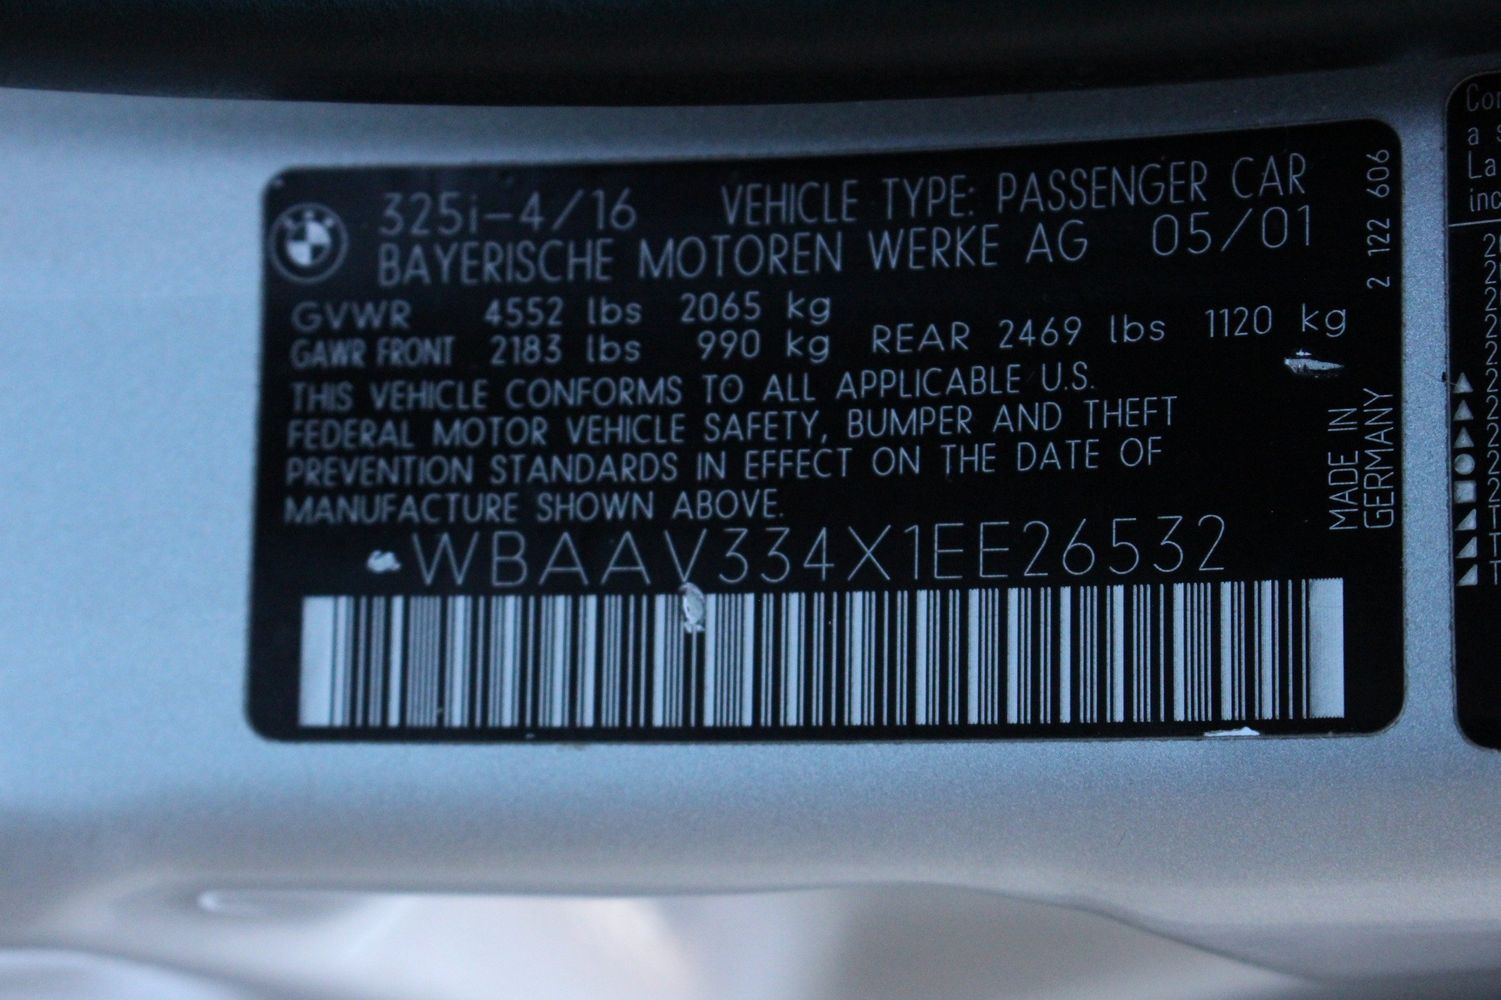 325i-4/16 VEHICLE TYPE: PASSENGER CAR
BAYERISCHE MOTOREN WERKE AG 05/01
GVWR 4552 lbs 2065 kg
GAWR FRONT 2183 lbs 990 kg REAR 2469 lbs 1120 kg
THIS VEHICLE CONFORMS TO ALL APPLICABLE U.S.
FEDERAL MOTOR VEHICLE SAFETY, BUMPER AND THEFT
PREVENTION STANDARDS IN EFFECT ON THE DATE OF
MANUFACTURE SHOWN ABOVE.
WBAAV334X1EE26532
2 122 606
MADE IN
GERMANY
a
La